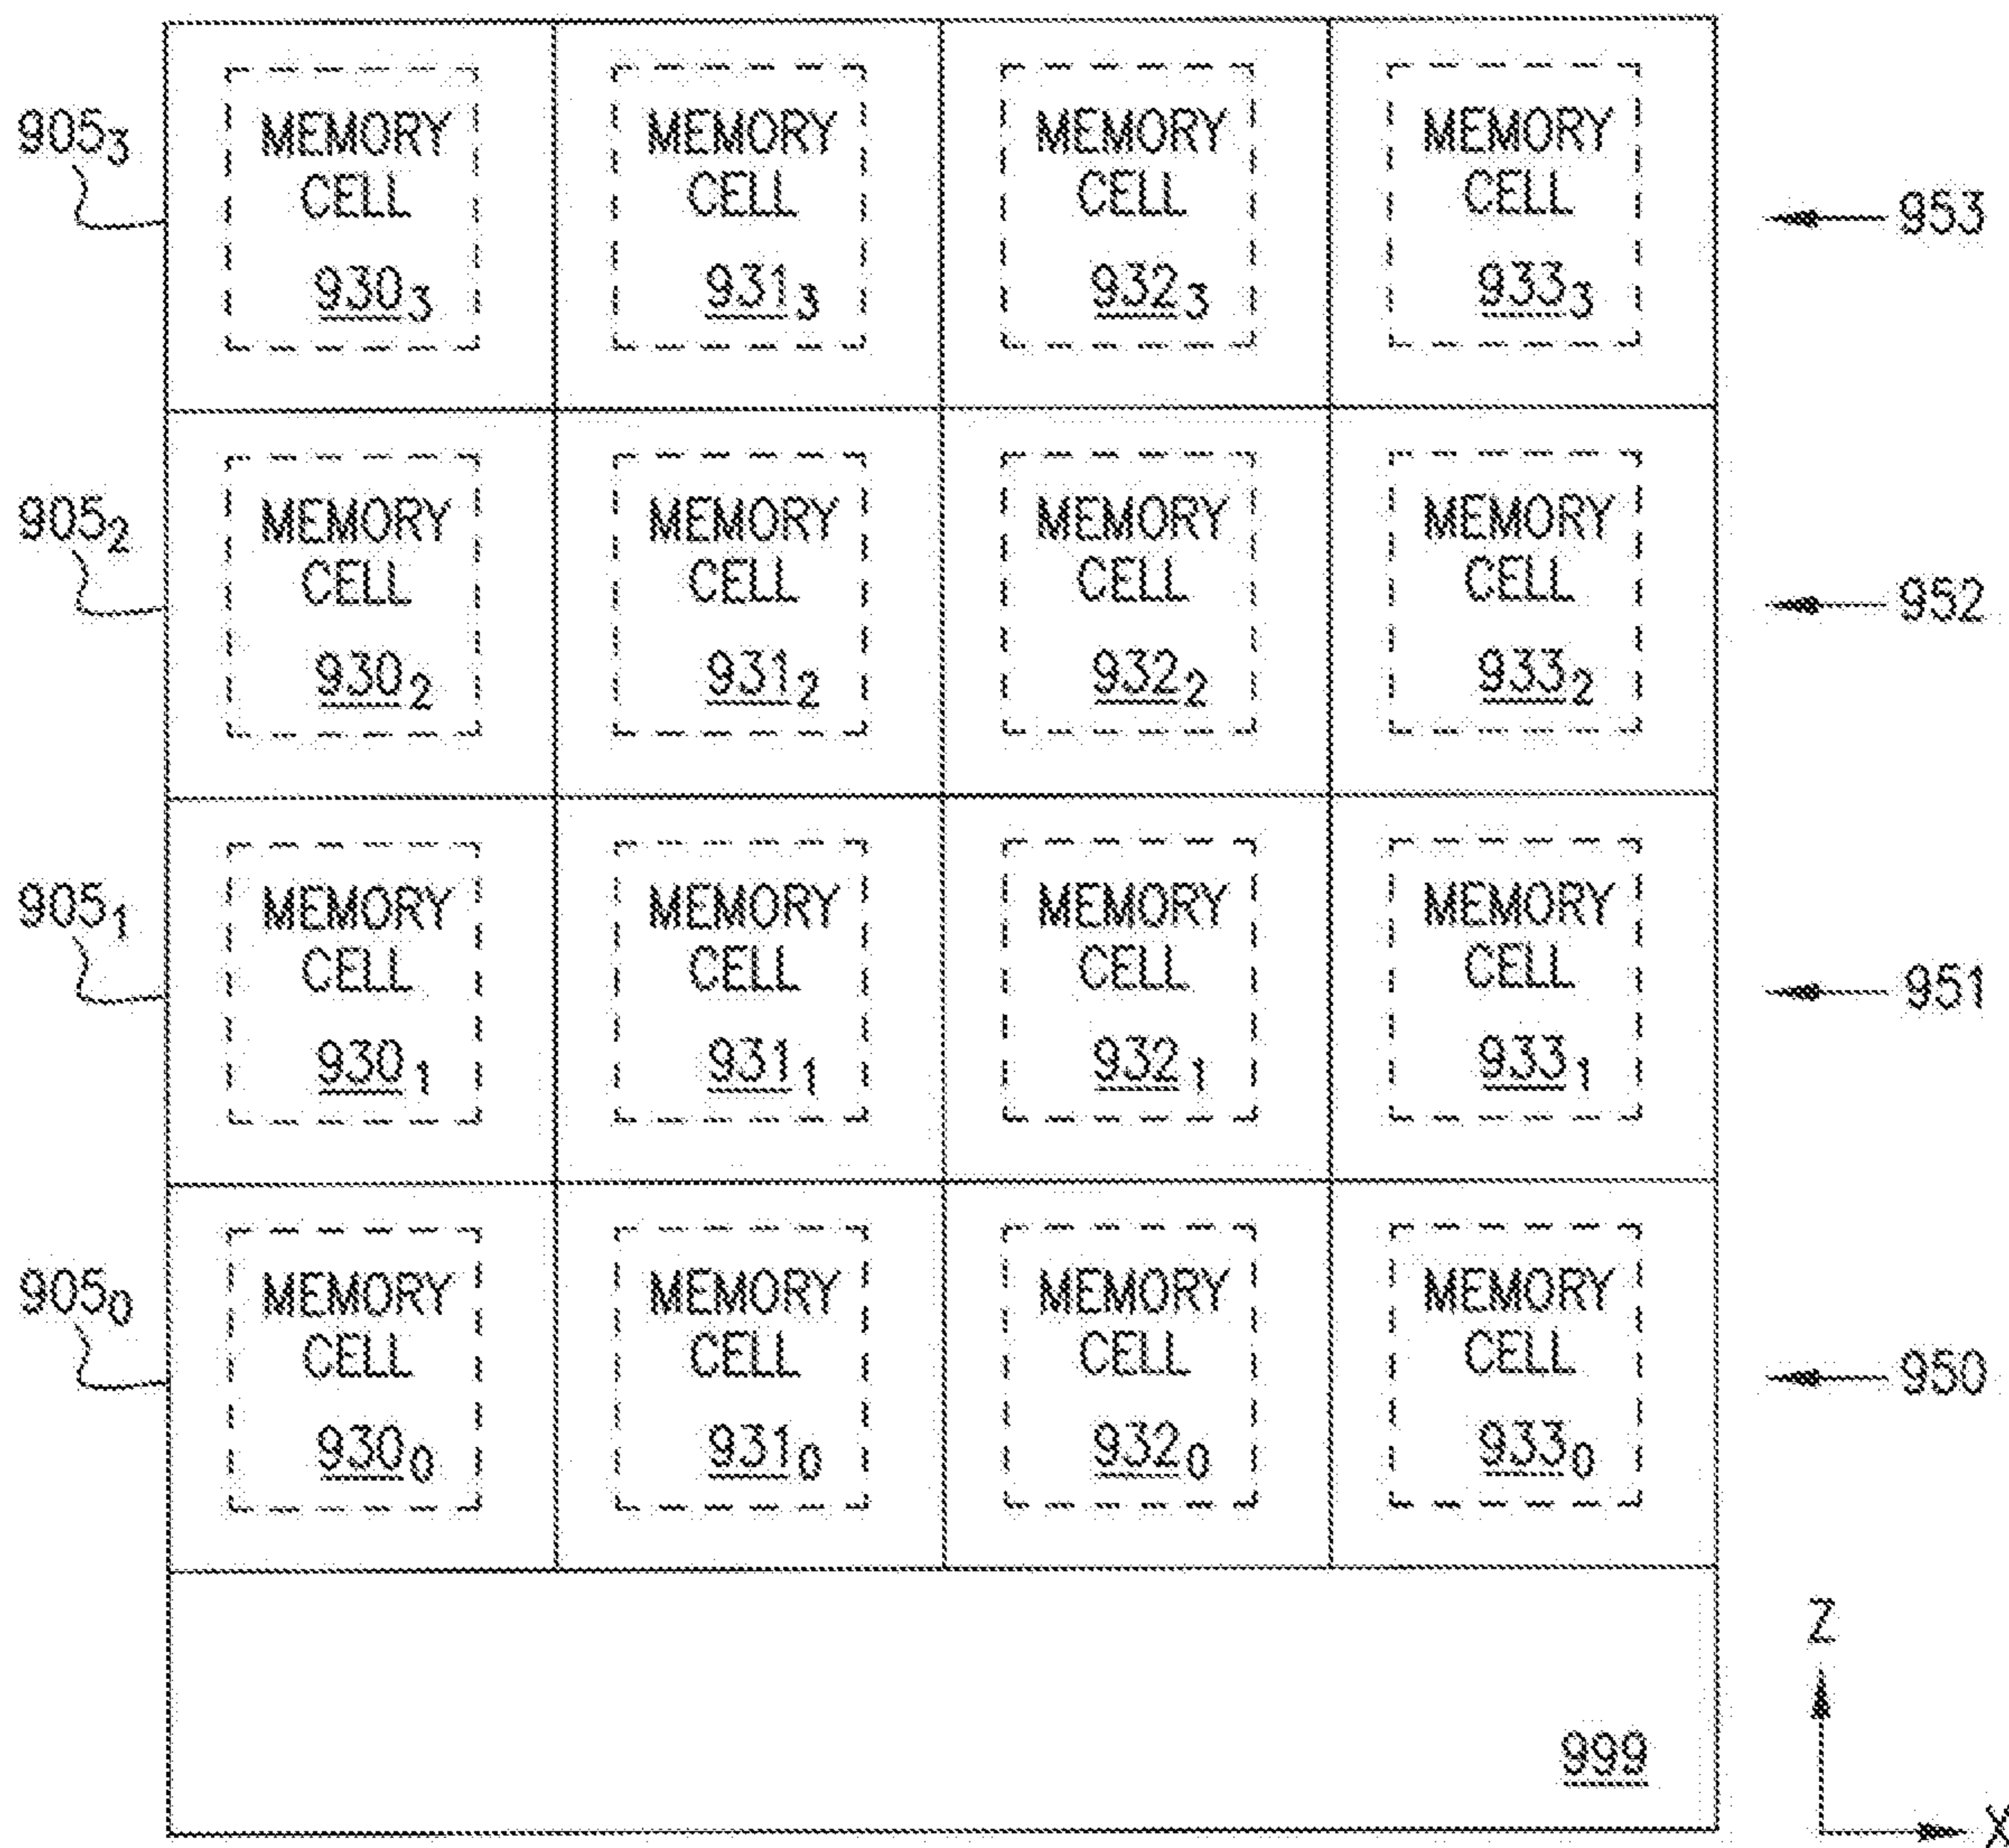 905₃ MEMORY MEMORY MEMORY MEMORY
CELL CELL CELL CELL 953
930₃ 931₃ 932₃ 933₃
905₂ MEMORY MEMORY MEMORY MEMORY
CELL CELL CELL CELL 952
930₂ 931₂ 932₂ 933₂
905₁ MEMORY MEMORY MEMORY MEMORY
CELL CELL CELL CELL 951
930₁ 931₁ 932₁ 933₁
905₀ MEMORY MEMORY MEMORY MEMORY
CELL CELL CELL CELL 950
930₀ 931₀ 932₀ 933₀
Z
999
X